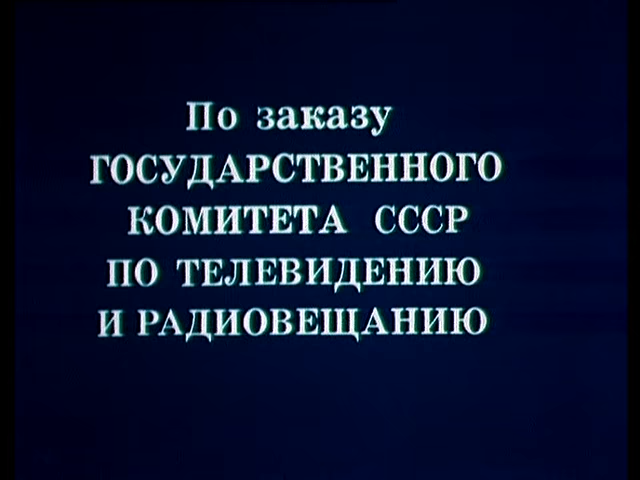 По заказу
ГОСУДАРСТВЕННОГО
КОМИТЕТА СССР
ПО ТЕЛЕВИДЕНИЮ
И РАДИОВЕЩАНИЮ